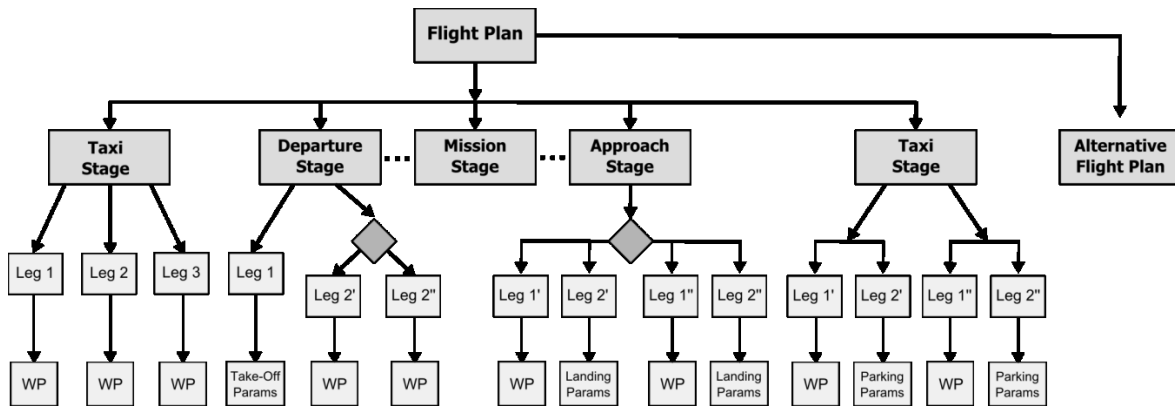 Flight Plan
Taxi
Stage
Departure
Stage
Mission
Stage
Approach
Stage
Taxi
Stage
Alternative
Flight Plan
Leg 1
Leg 2
Leg 3
Leg 1
Leg 2'
Leg 2"
Leg 1'
Leg 2'
Leg 1"
Leg 2"
Leg 1'
Leg 2'
Leg 1"
Leg 2"
WP
WP
WP
Take-Off
Params
WP
WP
WP
Landing
Params
WP
Landing
Params
WP
Parking
Params
WP
Parking
Params